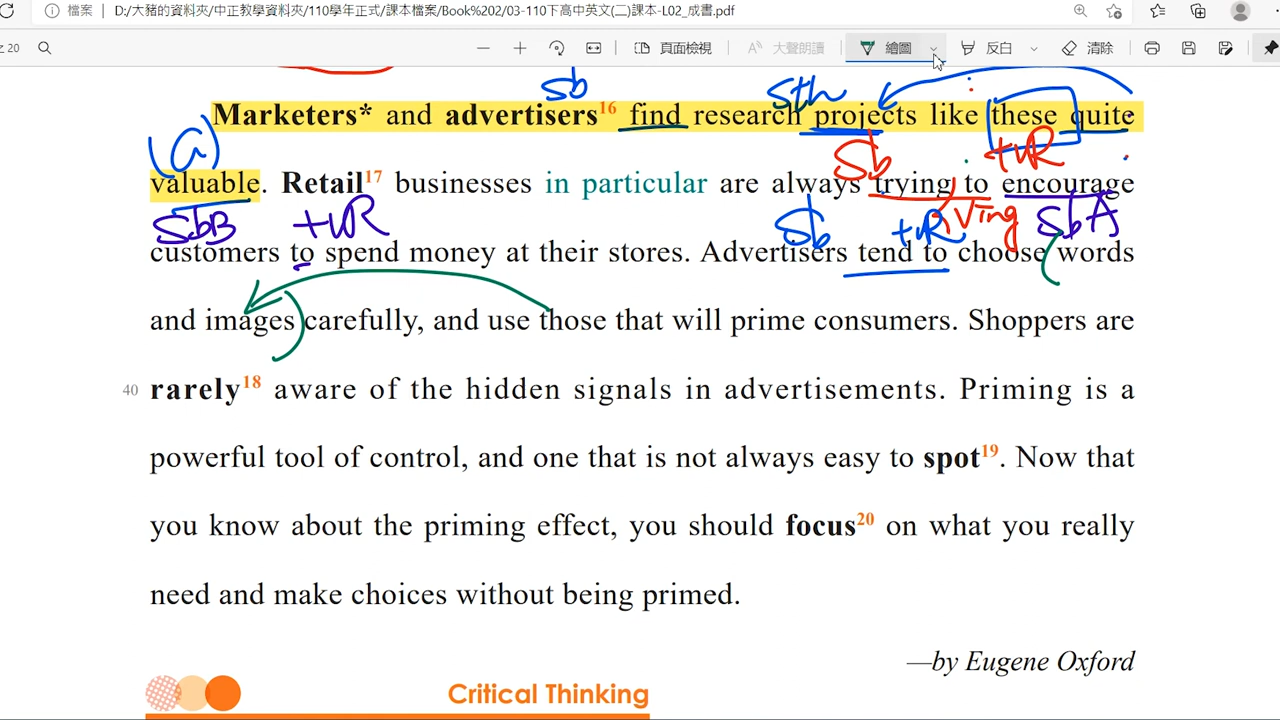 檔案 | D:/大豬的資料夾/中正教學資料夾/110學年正式/課本檔案/Book%202/03-110下高中英文(二)課本-L02_成書.pdf
之 20 頁面檢視 大聲朗讀 繪圖 反白 清除
sb sth
Marketers* and advertisers16 find research projects like these quite
(a) sb +vR
valuable. Retail17 businesses in particular are always trying to encourage
sbB +vR sb +vR Ving sbA
customers to spend money at their stores. Advertisers tend to choose words
and images carefully, and use those that will prime consumers. Shoppers are
40 rarely18 aware of the hidden signals in advertisements. Priming is a
powerful tool of control, and one that is not always easy to spot19. Now that
you know about the priming effect, you should focus20 on what you really
need and make choices without being primed.
—by Eugene Oxford
Critical Thinking